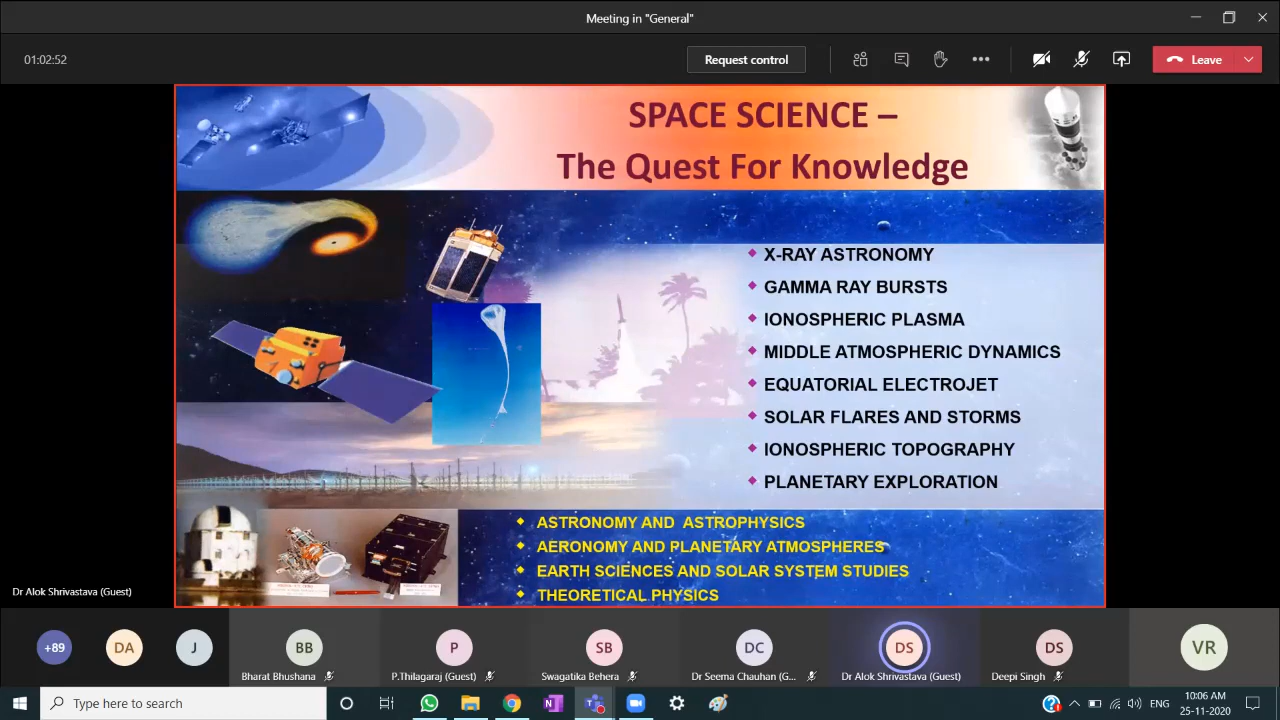 Meeting in "General"
01:02:52
Request control
Leave
SPACE SCIENCE –
The Quest For Knowledge
X-RAY ASTRONOMY
GAMMA RAY BURSTS
IONOSPHERIC PLASMA
MIDDLE ATMOSPHERIC DYNAMICS
EQUATORIAL ELECTROJET
SOLAR FLARES AND STORMS
IONOSPHERIC TOPOGRAPHY
PLANETARY EXPLORATION
ASTRONOMY AND ASTROPHYSICS
AERONOMY AND PLANETARY ATMOSPHERES
EARTH SCIENCES AND SOLAR SYSTEM STUDIES
THEORETICAL PHYSICS
Dr Alok Shrivastava (Guest)
+89
DA
J
BB
P
SB
DC
DS
DS
VR
Bharat Bhushana
P.Thilagaraj (Guest)
Swagatika Behera
Dr Seema Chauhan (G...
Dr Alok Shrivastava (Guest)
Deepi Singh
Type here to search
10:06 AM
25-11-2020